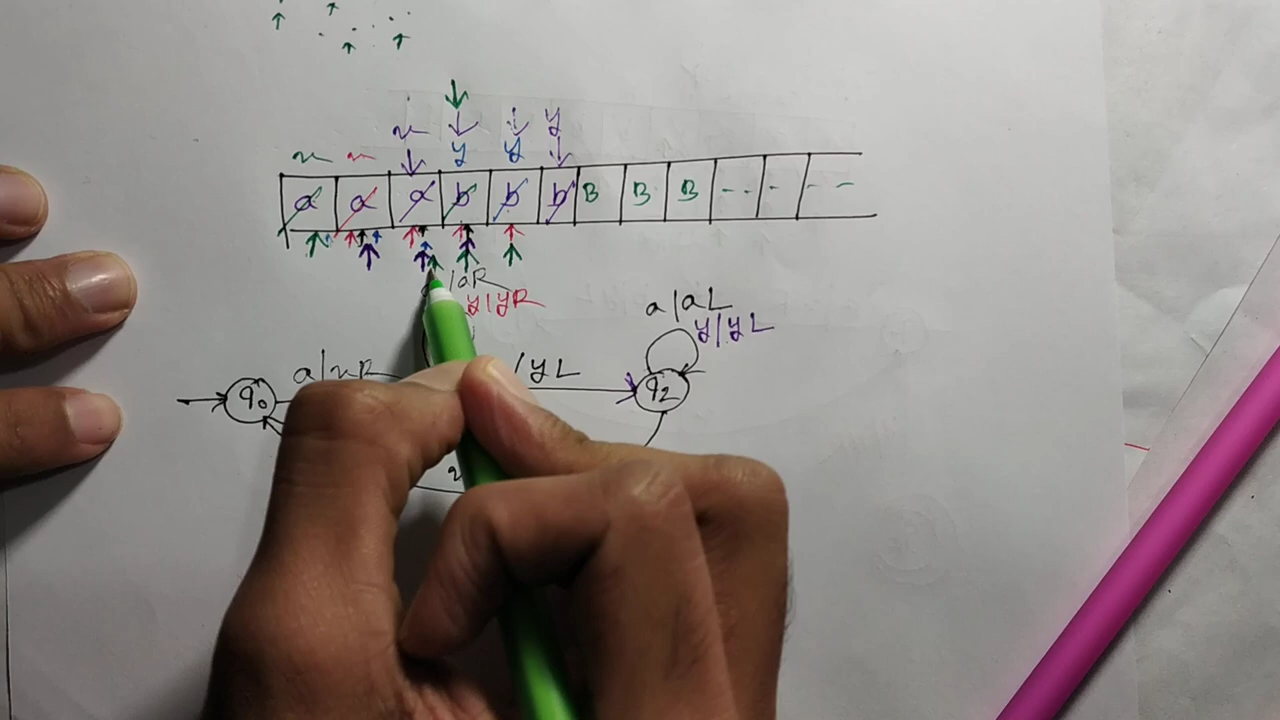 y
x y y
x x
a a a b b b B B B - - - - -
a|aR
y|yR
a|aL
y|yL
a|xR
|yL
q0
q2